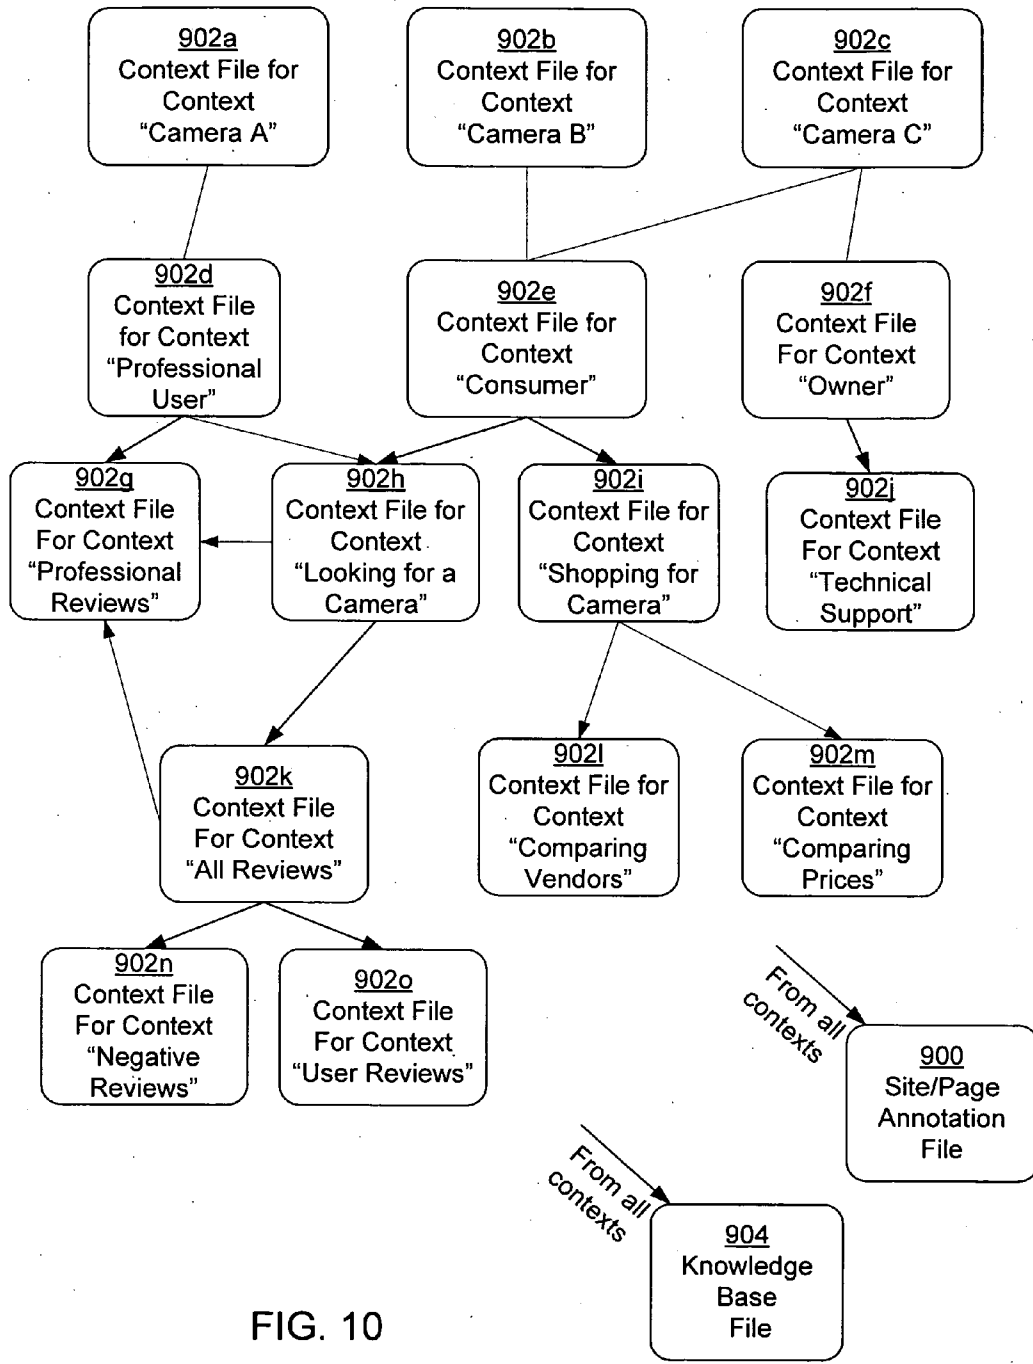 902a
Context File for
Context
“Camera A”
902b
Context File for
Context
“Camera B”
902c
Context File for
Context
“Camera C”
902d
Context File
for Context
“Professional
User”
902e
Context File for
Context
“Consumer”
902f
Context File
For Context
“Owner”
902g
Context File
For Context
“Professional
Reviews”
902h
Context File for
Context
“Looking for a
Camera”
902i
Context File for
Context
“Shopping for
Camera”
902j
Context File
For Context
“Technical
Support”
902k
Context File
For Context
“All Reviews”
902l
Context File for
Context
“Comparing
Vendors”
902m
Context File for
Context
“Comparing
Prices”
902n
Context File
For Context
“Negative
Reviews”
902o
Context File
For Context
“User Reviews”
From all
contexts
900
Site/Page
Annotation
File
From all
contexts
904
Knowledge
Base
File
FIG. 10